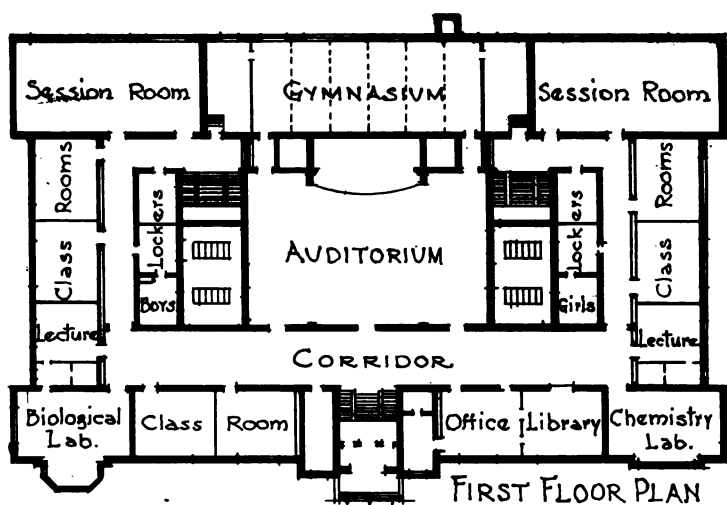 Session Room
GYMNASIUM
Session Room
Rooms
Class
Lockers
Boys
Lecture
AUDITORIUM
Lockers
Girls
Rooms
Class
Lecture
CORRIDOR
Biological
Lab.
Class
Room
Office
Library
Chemistry
Lab.
FIRST FLOOR PLAN